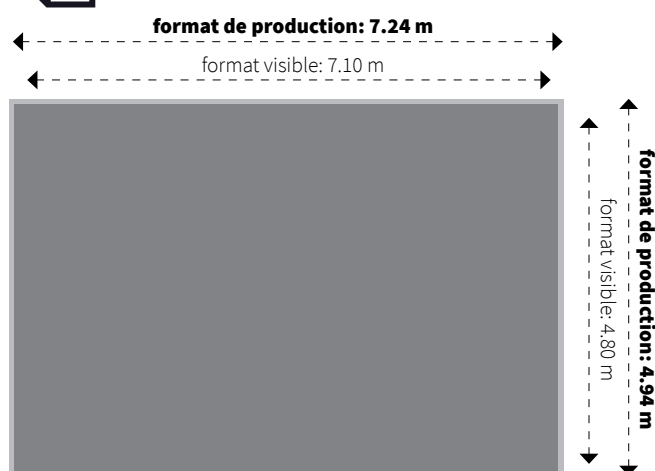 format de production: 7.24 m
format visible: 7.10 m
format visible: 4.80 m
format de production: 4.94 m